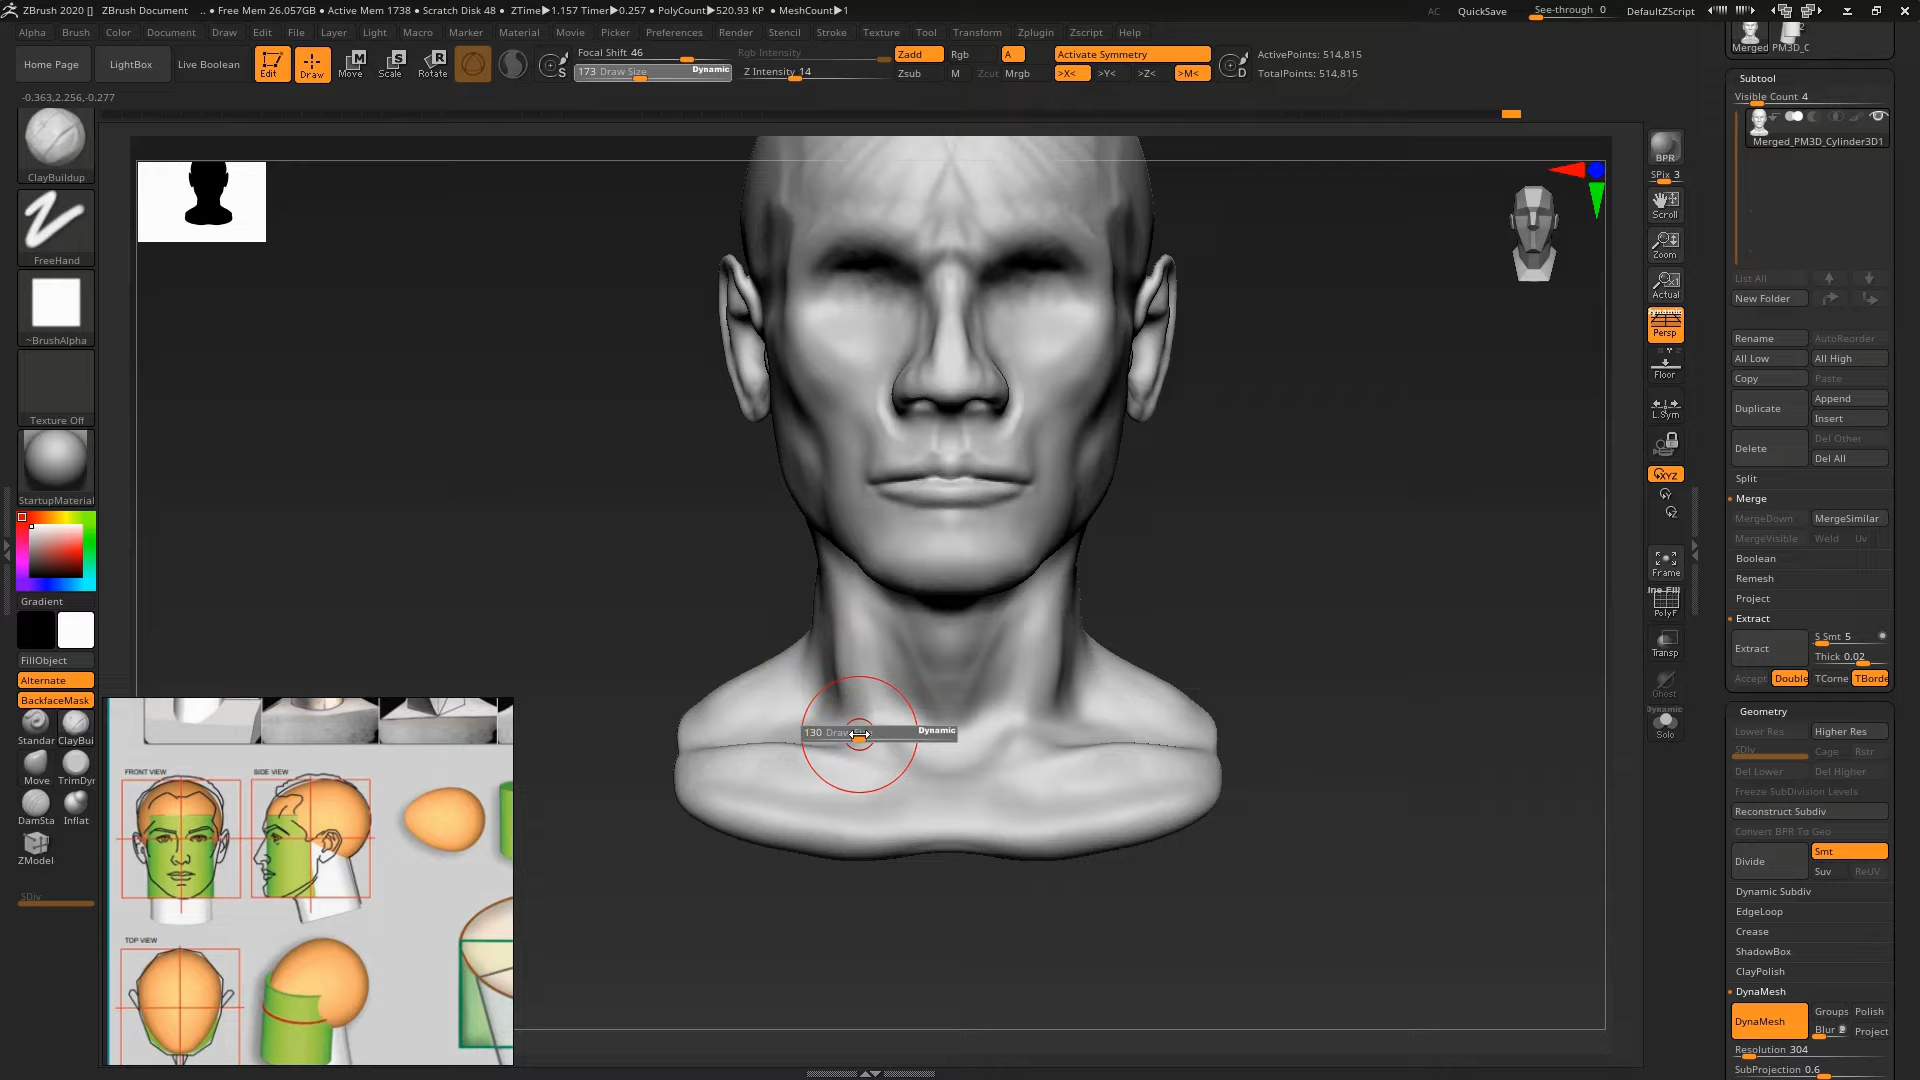 ZBrush 2020 [] ZBrush Document .. • Free Mem 26.057GB • Active Mem 1738 • Scratch Disk 48 • ZTime▶1.157 Timer▶0.257 • PolyCount▶520.93 KP • MeshCount▶1
AC QuickSave See-through 0 DefaultZScript
Alpha Brush Color Document Draw Edit File Layer Light Macro Marker Material Movie Picker Preferences Render Stencil Stroke Texture Tool Transform Zplugin Zscript Help
Home Page LightBox Live Boolean Edit Draw Move Scale Rotate
Focal Shift 46
173 Draw Size Dynamic
Rgb Intensity
Z Intensity 14
Zadd Rgb A
Zsub M Zcut Mrgb
Activate Symmetry
>X< >Y< >Z< >M<
ActivePoints: 514,815
TotalPoints: 514,815
-0.363,2.256,-0.277
ClayBuildup
FreeHand
~BrushAlpha
Texture Off
StartupMaterial
Gradient
FillObject
Alternate
BackfaceMask
Standar ClayBui
Move TrimDyn
DamSta Inflat
ZModel
SDiv
FRONT VIEW SIDE VIEW
TOP VIEW
130 Draw Dynamic
BPR
SPix 3
Scroll
Zoom
Actual
Dynamic
Persp
Floor
L.Sym
XYZ
Frame
Line Fill
PolyF
Transp
Ghost
Dynamic
Solo
Merged PM3D_C
Subtool
Visible Count 4
Merged_PM3D_Cylinder3D1
List All
New Folder
Rename AutoReorder
All Low All High
Copy Paste
Duplicate Append
Insert
Delete Del Other
Del All
Split
Merge
MergeDown MergeSimilar
MergeVisible Weld Uv
Boolean
Remesh
Project
Extract
Extract S Smt 5
Thick 0.02
Accept Double TCorne TBorde
Geometry
Lower Res Higher Res
SDiv Cage Rstr
Del Lower Del Higher
Freeze SubDivision Levels
Reconstruct Subdiv
Convert BPR To Geo
Divide Smt
Suv ReUV
Dynamic Subdiv
EdgeLoop
Crease
ShadowBox
ClayPolish
DynaMesh
DynaMesh Groups Polish
Blur 2 Project
Resolution 304
SubProjection 0.6